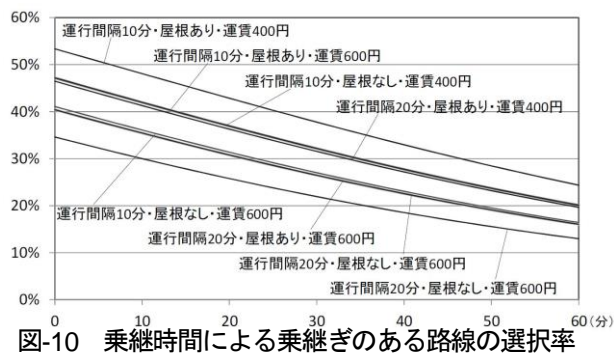 60%
50%
40%
30%
20%
10%
0%
運行間隔10分・屋根あり・運賃400円
運行間隔10分・屋根あり・運賃600円
運行間隔10分・屋根なし・運賃400円
運行間隔20分・屋根あり・運賃400円
運行間隔10分・屋根なし・運賃600円
運行間隔20分・屋根あり・運賃600円
運行間隔20分・屋根なし・運賃600円
運行間隔20分・屋根なし・運賃600円
0 10 20 30 40 50 60(分)
図-10 乗継時間による乗継ぎのある路線の選択率